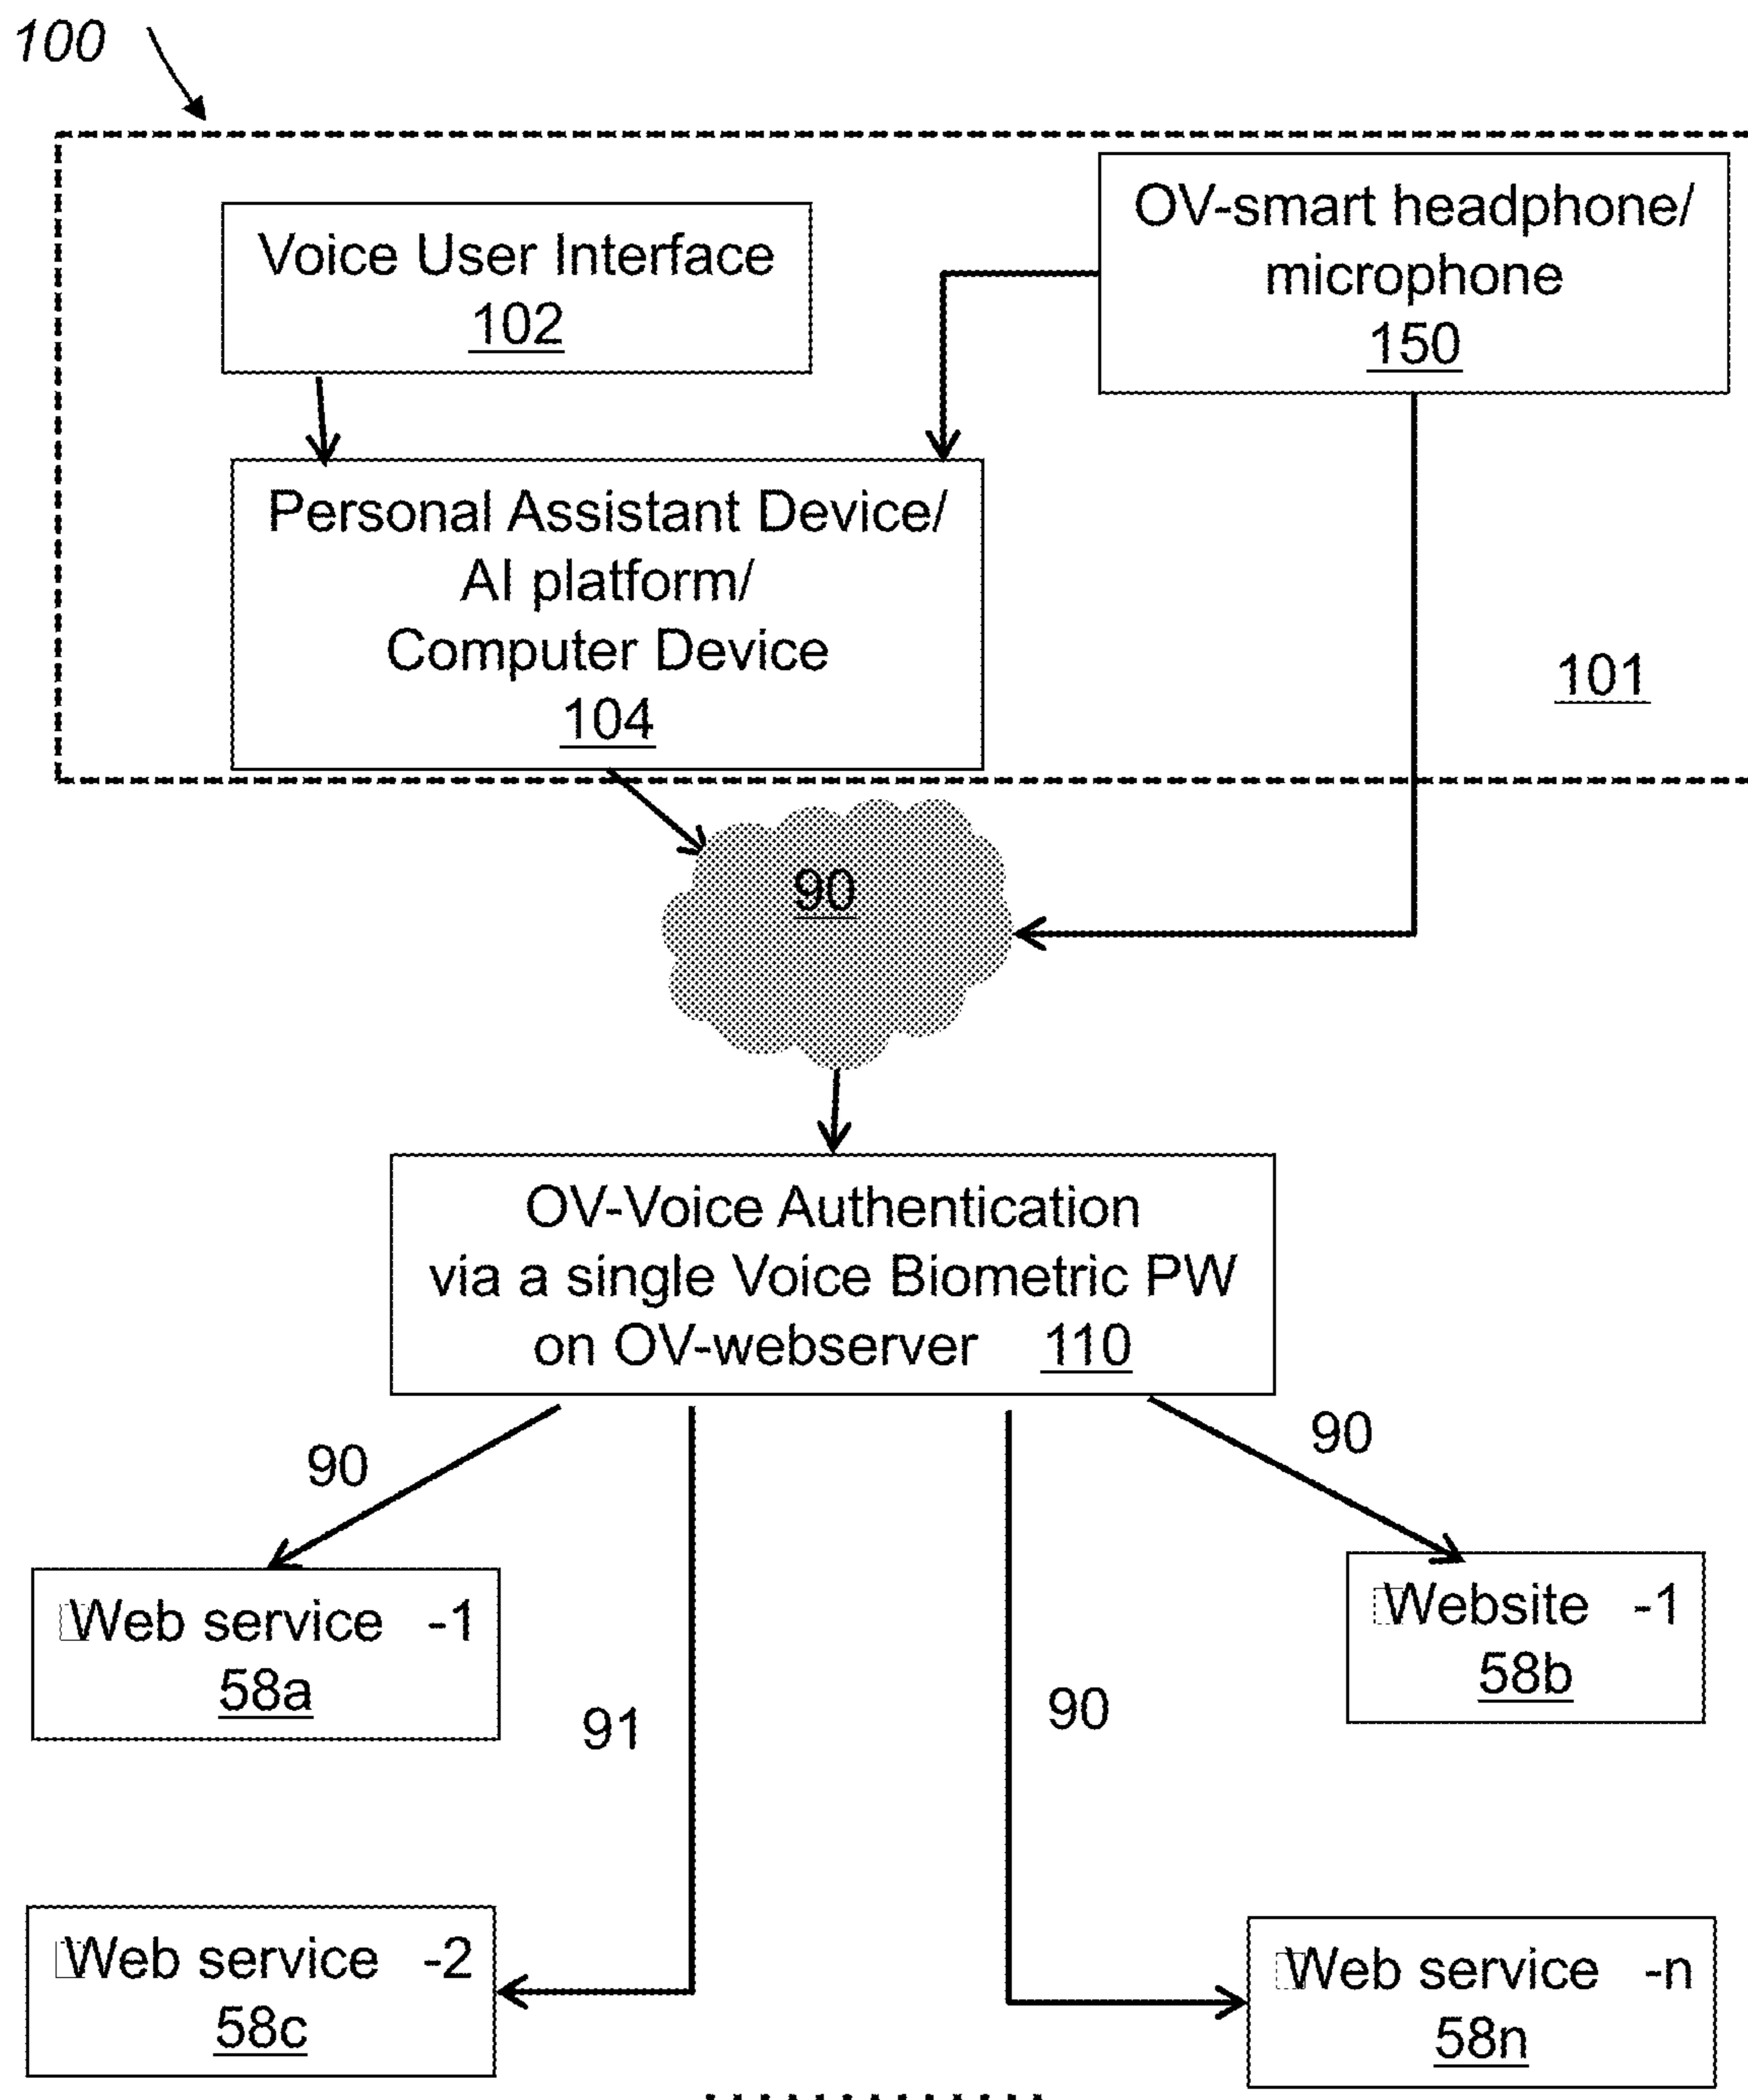 100
Voice User Interface
102
OV-smart headphone/
microphone
150
Personal Assistant Device/
AI platform/
Computer Device
104
101
90
OV-Voice Authentication
via a single Voice Biometric PW
on OV-webserver 110
90
90
Web service -1
58a
Website -1
58b
91
90
Web service -2
58c
Web service -n
58n